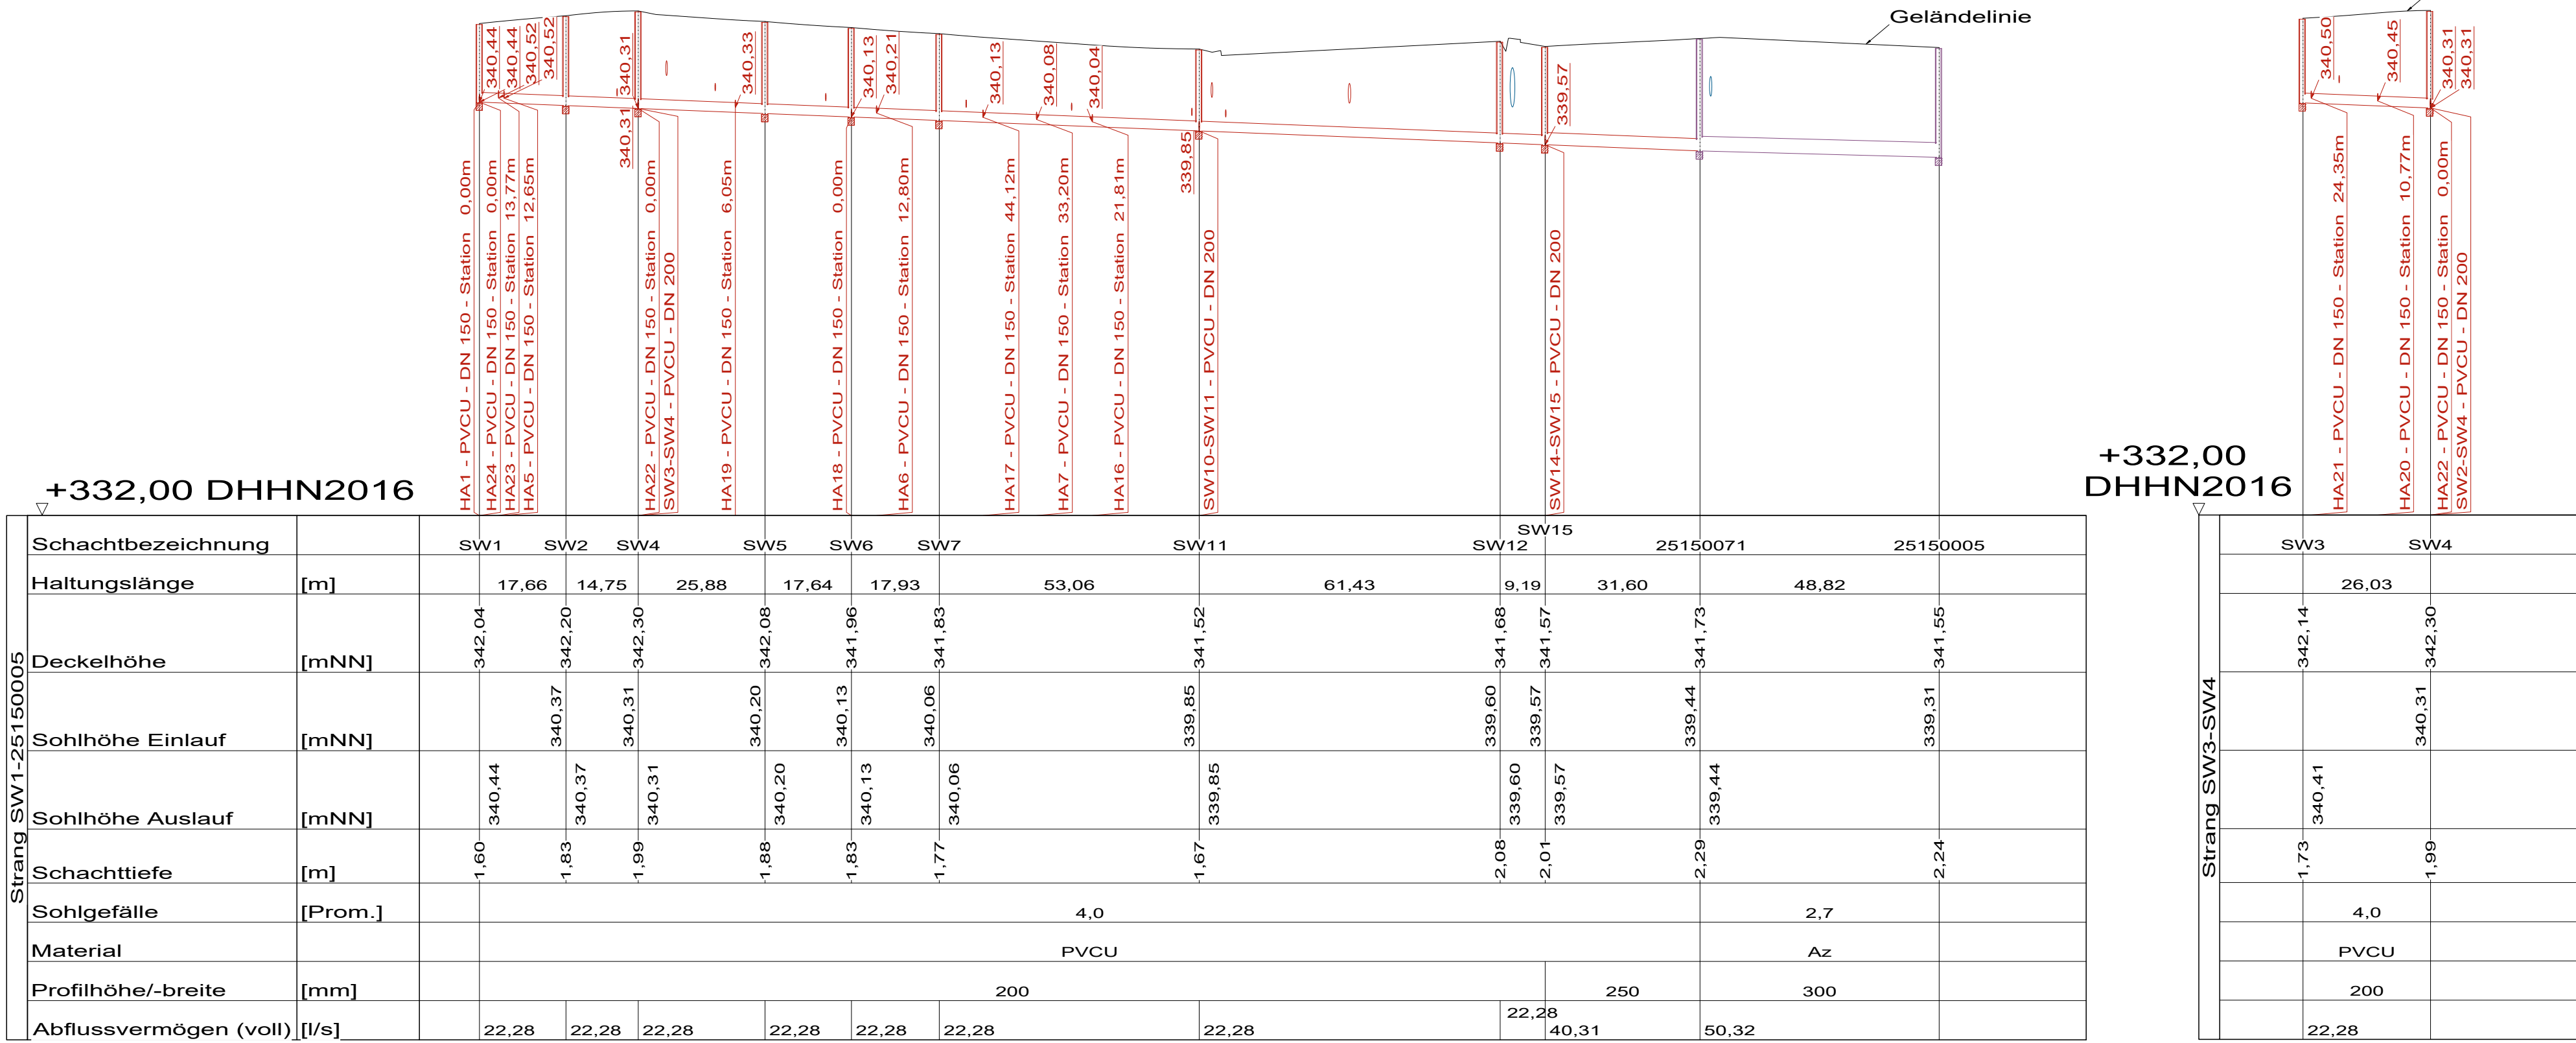 Geländelinie
340,44
340,44
340,52
340,52
340,31
340,31
340,33
340,13
340,21
340,13
340,08
340,04
339,85
339,57
340,50
340,45
340,31
340,31
HA1 - PVCU - DN 150 - Station 0,00m
HA24 - PVCU - DN 150 - Station 0,00m
HA23 - PVCU - DN 150 - Station 13,77m
HA5 - PVCU - DN 150 - Station 12,65m
HA22 - PVCU - DN 150 - Station 0,00m
SW3-SW4 - PVCU - DN 200
HA19 - PVCU - DN 150 - Station 6,05m
HA18 - PVCU - DN 150 - Station 0,00m
HA6 - PVCU - DN 150 - Station 12,80m
HA17 - PVCU - DN 150 - Station 44,12m
HA7 - PVCU - DN 150 - Station 33,20m
HA16 - PVCU - DN 150 - Station 21,81m
SW10-SW11 - PVCU - DN 200
SW14-SW15 - PVCU - DN 200
HA21 - PVCU - DN 150 - Station 24,35m
HA20 - PVCU - DN 150 - Station 10,77m
HA22 - PVCU - DN 150 - Station 0,00m
SW2-SW4 - PVCU - DN 200
+332,00 DHHN2016
Strang SW1-25150005
Schachtbezeichnung SW1 SW2 SW4 SW5 SW6 SW7 SW11 SW12 SW15 25150071 25150005
Haltungslänge [m] 17,66 14,75 25,88 17,64 17,93 53,06 61,43 9,19 31,60 48,82
Deckelhöhe [mNN] 342,04 342,20 342,30 342,08 341,96 341,83 341,52 341,68 341,57 341,73 341,55
Sohlhöhe Einlauf [mNN] 340,37 340,31 340,20 340,13 340,06 339,85 339,60 339,57 339,44 339,31
Sohlhöhe Auslauf [mNN] 340,44 340,37 340,31 340,20 340,13 340,06 339,85 339,60 339,57 339,44
Schachttiefe [m] 1,60 1,83 1,99 1,88 1,83 1,77 1,67 2,08 2,01 2,29 2,24
Sohlgefälle [Prom.] 4,0 2,7
Material PVCU Az
Profilhöhe/-breite [mm] 200 250 300
Abflussvermögen (voll) [l/s] 22,28 22,28 22,28 22,28 22,28 22,28 22,28 22,28 40,31 50,32
+332,00
DHHN2016
Strang SW3-SW4
SW3 SW4
26,03
342,14 342,30
340,31
340,41
1,73 1,99
4,0
PVCU
200
22,28